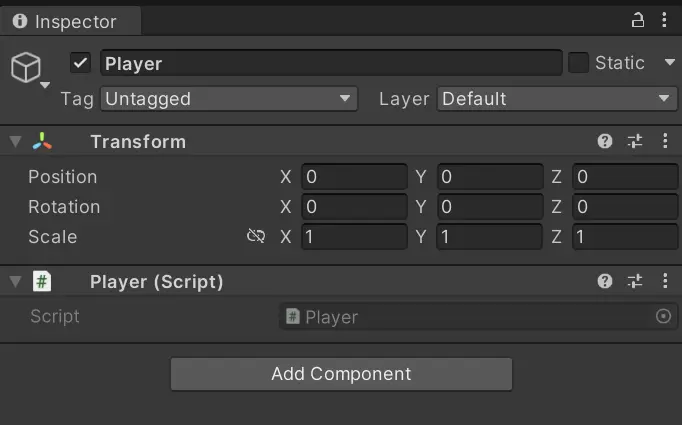 Inspector
Player Static
Tag Untagged Layer Default
Transform
Position X 0 Y 0 Z 0
Rotation X 0 Y 0 Z 0
Scale X 1 Y 1 Z 1
# Player (Script)
Script # Player
Add Component